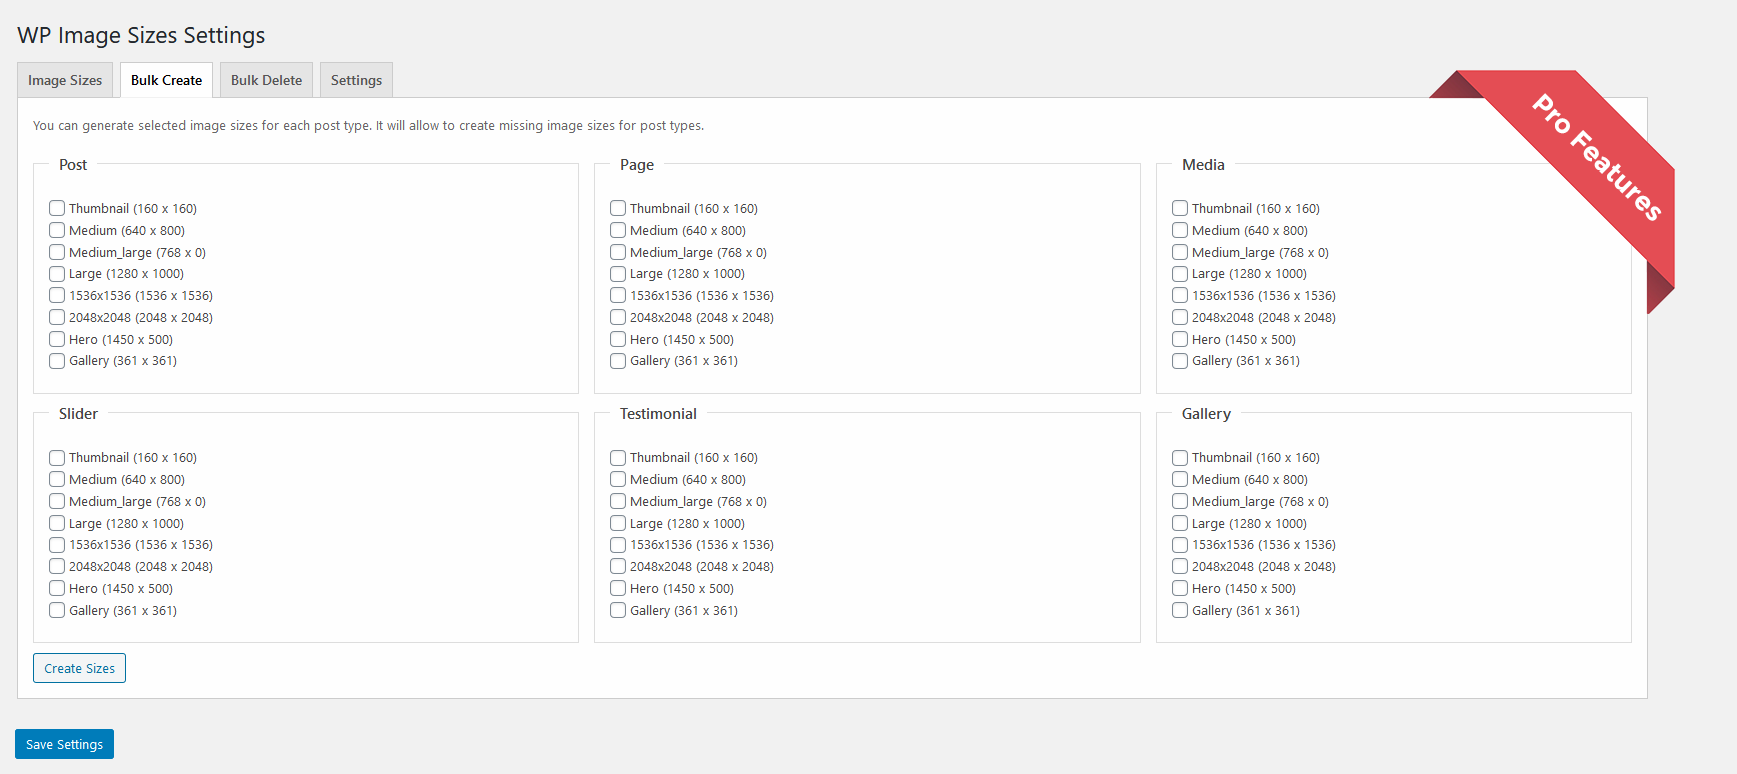 WP Image Sizes Settings
Image Sizes
Bulk Create
Bulk Delete
Settings
Pro Features
You can generate selected image sizes for each post type. It will allow to create missing image sizes for post types.
Post
Thumbnail (160 x 160)
Medium (640 x 800)
Medium_large (768 x 0)
Large (1280 x 1000)
1536x1536 (1536 x 1536)
2048x2048 (2048 x 2048)
Hero (1450 x 500)
Gallery (361 x 361)
Page
Thumbnail (160 x 160)
Medium (640 x 800)
Medium_large (768 x 0)
Large (1280 x 1000)
1536x1536 (1536 x 1536)
2048x2048 (2048 x 2048)
Hero (1450 x 500)
Gallery (361 x 361)
Media
Thumbnail (160 x 160)
Medium (640 x 800)
Medium_large (768 x 0)
Large (1280 x 1000)
1536x1536 (1536 x 1536)
2048x2048 (2048 x 2048)
Hero (1450 x 500)
Gallery (361 x 361)
Slider
Thumbnail (160 x 160)
Medium (640 x 800)
Medium_large (768 x 0)
Large (1280 x 1000)
1536x1536 (1536 x 1536)
2048x2048 (2048 x 2048)
Hero (1450 x 500)
Gallery (361 x 361)
Testimonial
Thumbnail (160 x 160)
Medium (640 x 800)
Medium_large (768 x 0)
Large (1280 x 1000)
1536x1536 (1536 x 1536)
2048x2048 (2048 x 2048)
Hero (1450 x 500)
Gallery (361 x 361)
Gallery
Thumbnail (160 x 160)
Medium (640 x 800)
Medium_large (768 x 0)
Large (1280 x 1000)
1536x1536 (1536 x 1536)
2048x2048 (2048 x 2048)
Hero (1450 x 500)
Gallery (361 x 361)
Create Sizes
Save Settings